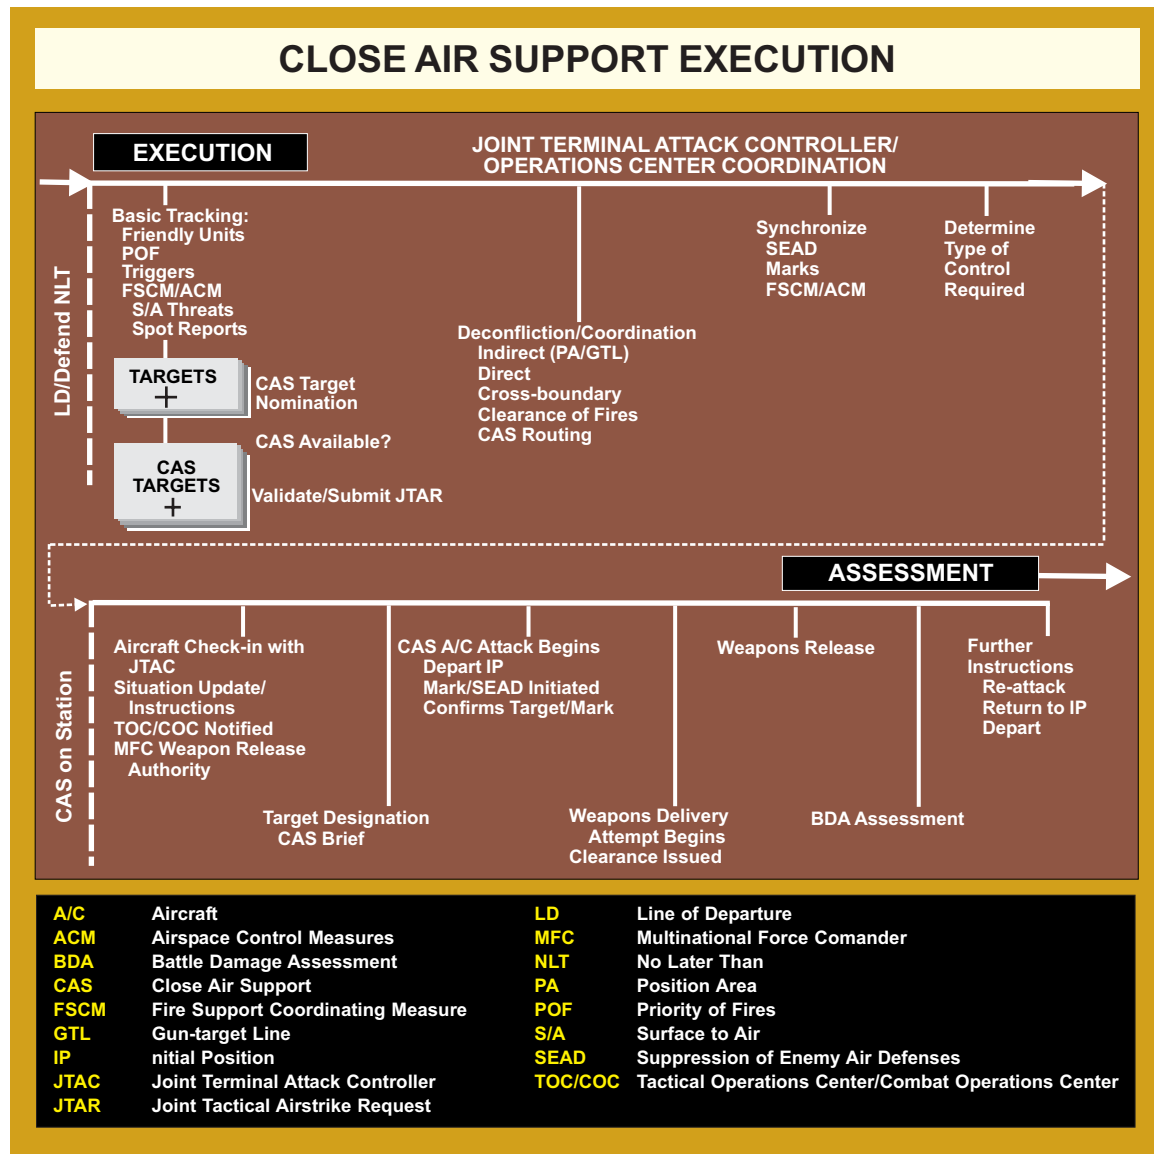 CLOSE AIR SUPPORT EXECUTION
EXECUTION
JOINT TERMINAL ATTACK CONTROLLER/
OPERATIONS CENTER COORDINATION
LD/Defend NLT
Basic Tracking:
Friendly Units
POF
Triggers
FSCM/ACM
S/A Threats
Spot Reports
TARGETS
+
CAS Target
Nomination
CAS Available?
CAS
TARGETS
+
Validate/Submit JTAR
Deconfliction/Coordination
Indirect (PA/GTL)
Direct
Cross-boundary
Clearance of Fires
CAS Routing
Synchronize
SEAD
Marks
FSCM/ACM
Determine
Type of
Control
Required
ASSESSMENT
CAS on Station
Aircraft Check-in with
JTAC
Situation Update/
Instructions
TOC/COC Notified
MFC Weapon Release
Authority
Target Designation
CAS Brief
CAS A/C Attack Begins
Depart IP
Mark/SEAD Initiated
Confirms Target/Mark
Weapons Delivery
Attempt Begins
Clearance Issued
Weapons Release
BDA Assessment
Further
Instructions
Re-attack
Return to IP
Depart
A/C Aircraft
ACM Airspace Control Measures
BDA Battle Damage Assessment
CAS Close Air Support
FSCM Fire Support Coordinating Measure
GTL Gun-target Line
IP nitial Position
JTAC Joint Terminal Attack Controller
JTAR Joint Tactical Airstrike Request
LD Line of Departure
MFC Multinational Force Comander
NLT No Later Than
PA Position Area
POF Priority of Fires
S/A Surface to Air
SEAD Suppression of Enemy Air Defenses
TOC/COC Tactical Operations Center/Combat Operations Center